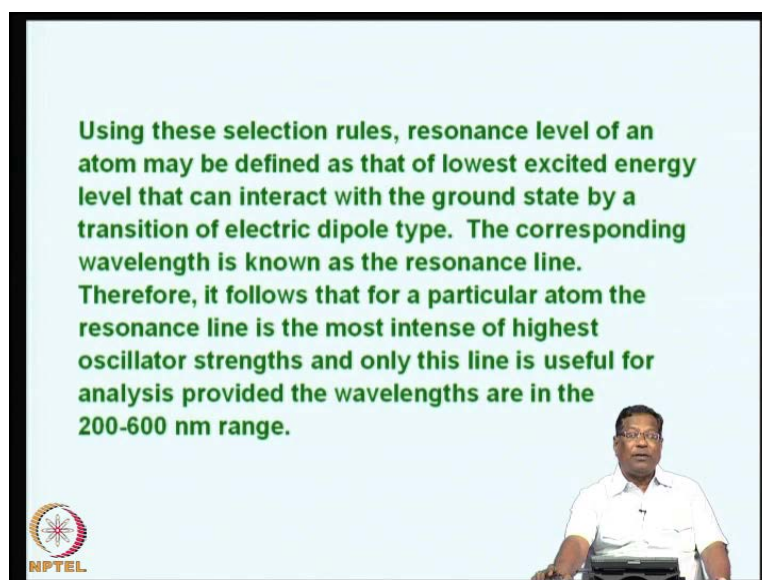 Using these selection rules, resonance level of an
atom may be defined as that of lowest excited energy
level that can interact with the ground state by a
transition of electric dipole type. The corresponding
wavelength is known as the resonance line.
Therefore, it follows that for a particular atom the
resonance line is the most intense of highest
oscillator strengths and only this line is useful for
analysis provided the wavelengths are in the
200-600 nm range.
NPTEL